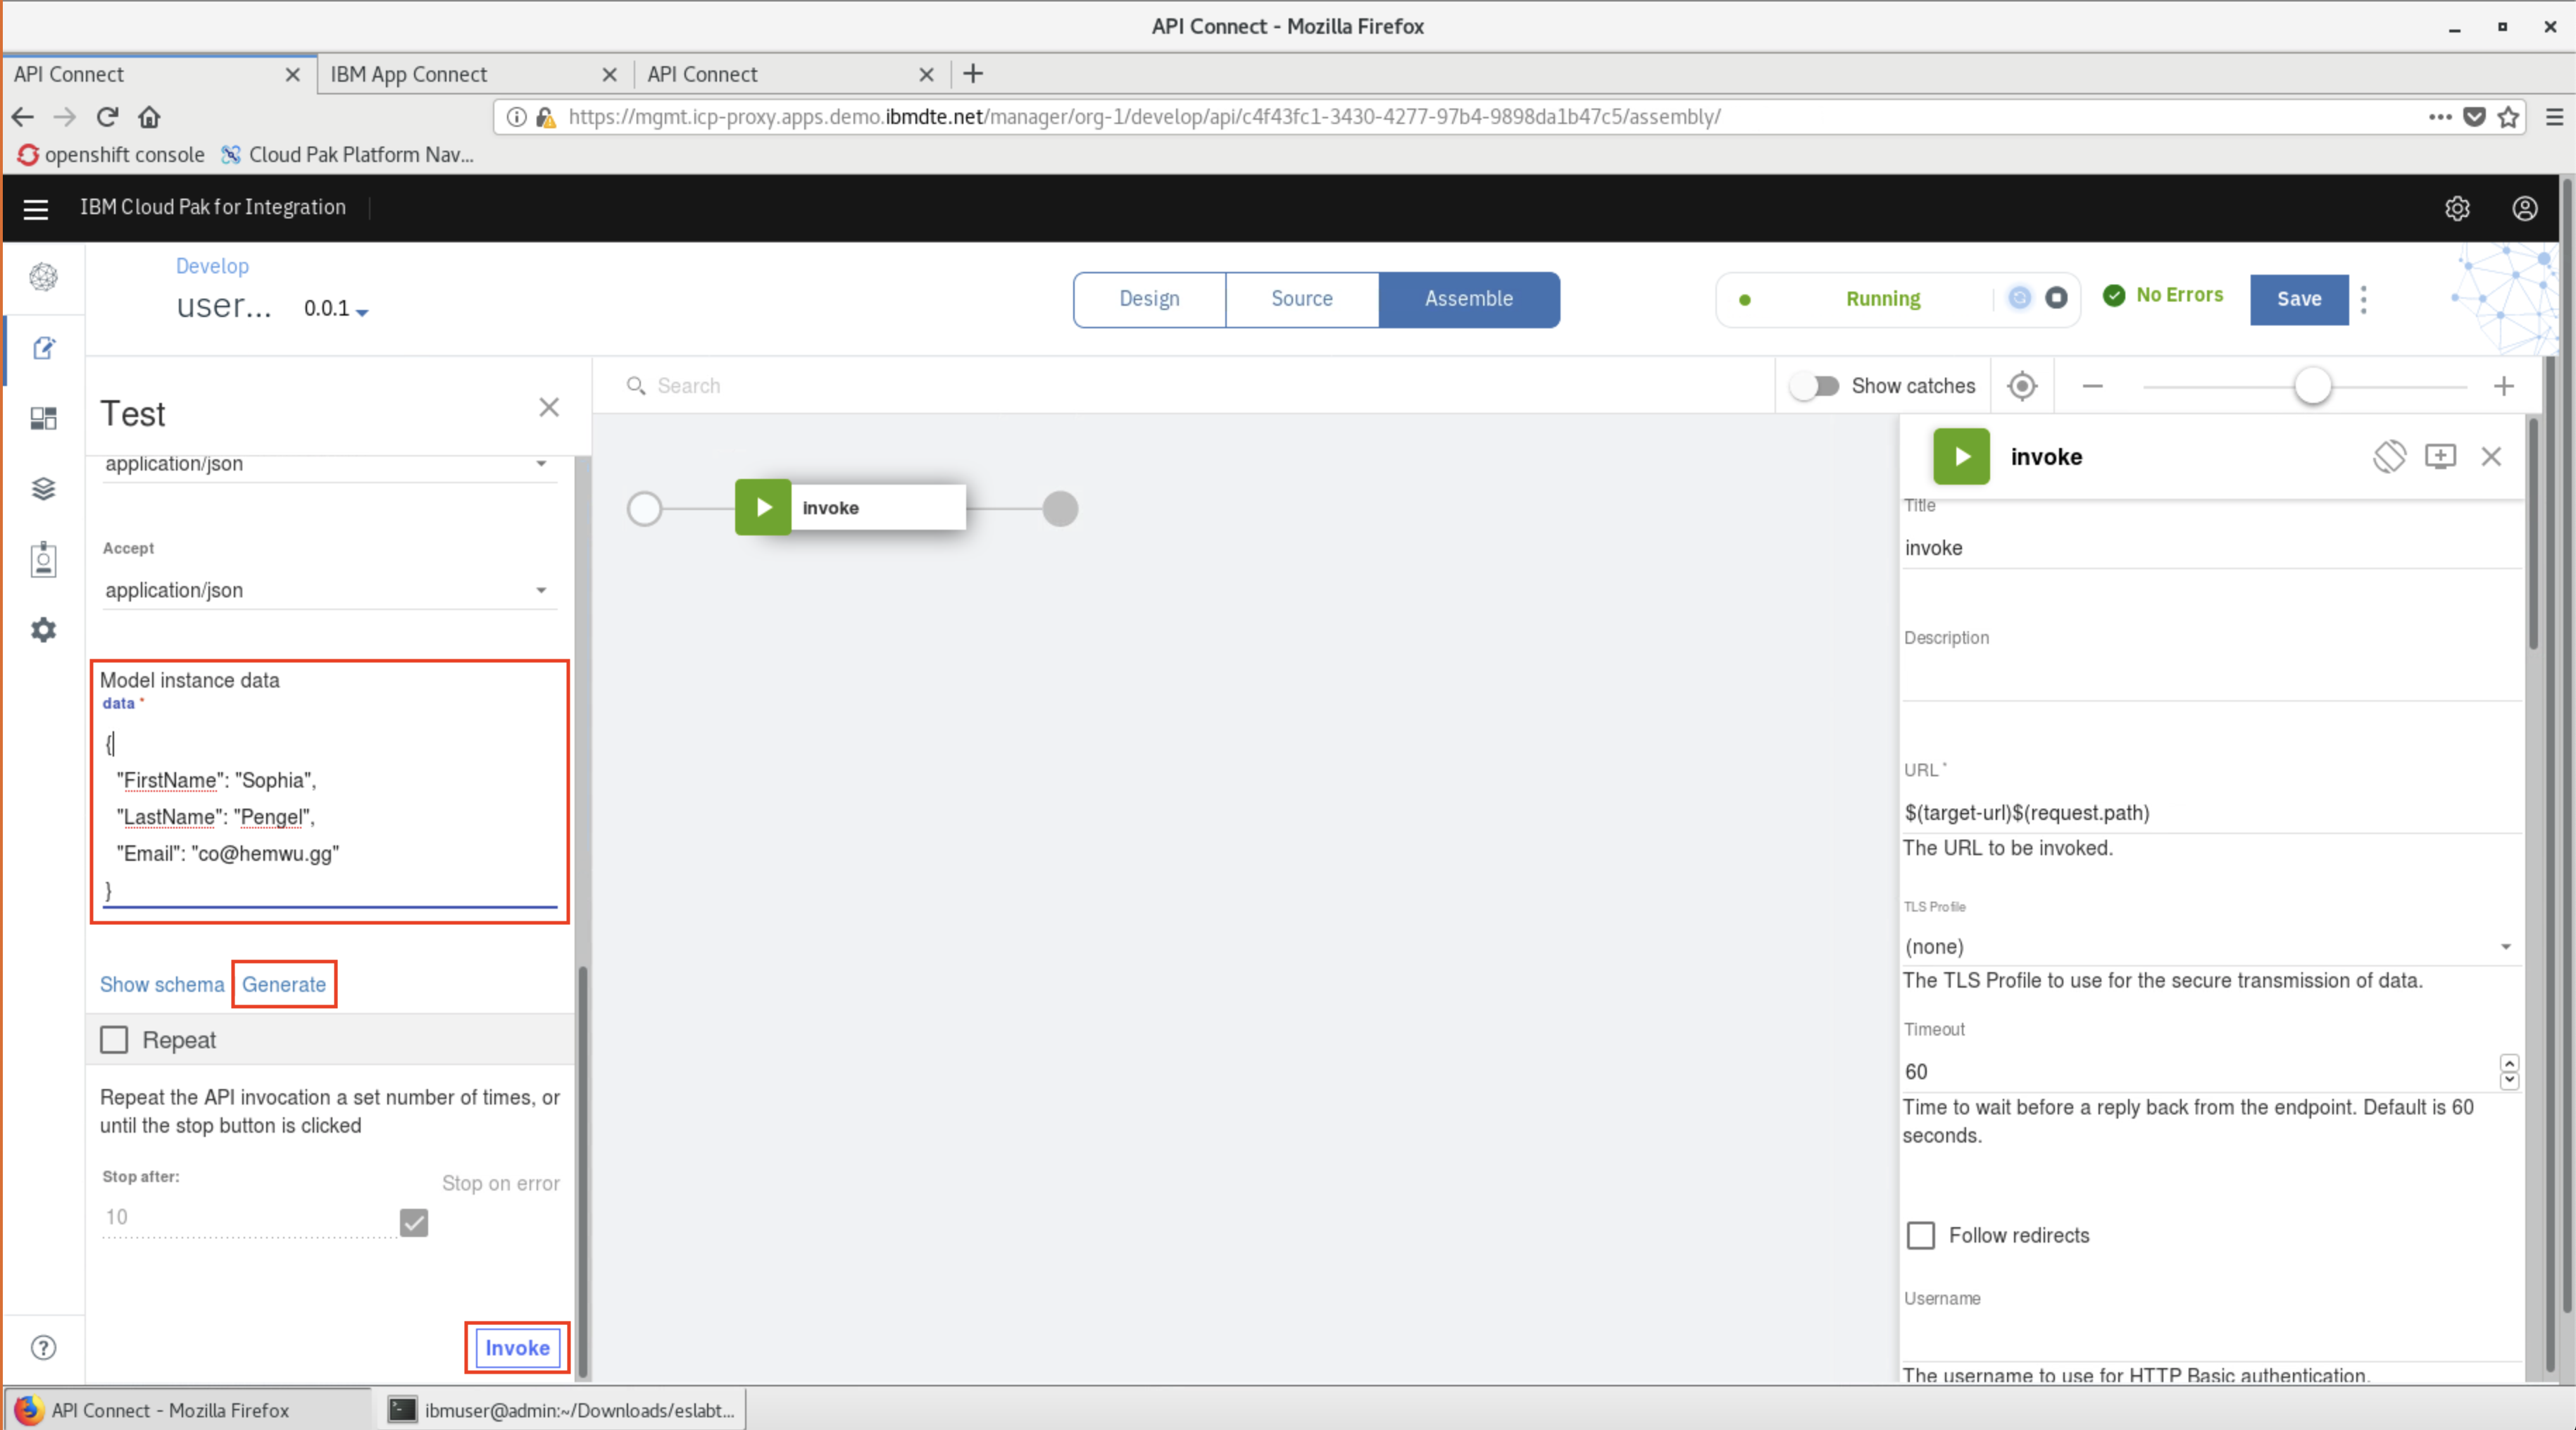 API Connect - Mozilla Firefox
API Connect
IBM App Connect
API Connect
https://mgmt.icp-proxy.apps.demo.ibmdte.net/manager/org-1/develop/api/c4f43fc1-3430-4277-97b4-9898da1b47c5/assembly/
openshift console
Cloud Pak Platform Nav...
IBM Cloud Pak for Integration
Develop
user... 0.0.1
Design
Source
Assemble
Running
No Errors
Save
Test
Search
Show catches
application/json
Accept
application/json
Model instance data
data *
{
"FirstName": "Sophia",
"LastName": "Pengel",
"Email": "co@hemwu.gg"
}
Show schema
Generate
Repeat
Repeat the API invocation a set number of times, or
until the stop button is clicked
Stop after:
Stop on error
10
Invoke
invoke
invoke
Title
invoke
Description
URL *
$(target-url)$(request.path)
The URL to be invoked.
TLS Profile
(none)
The TLS Profile to use for the secure transmission of data.
Timeout
60
Time to wait before a reply back from the endpoint. Default is 60
seconds.
Follow redirects
Username
The username to use for HTTP Basic authentication.
API Connect - Mozilla Firefox
ibmuser@admin:~/Downloads/eslabt...